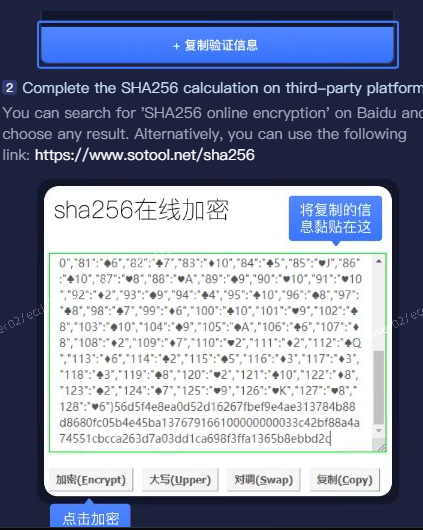 + 复制验证信息
2 Complete the SHA256 calculation on third-party platform
You can search for 'SHA256 online encryption' on Baidu and
choose any result. Alternatively, you can use the following
link: https://www.sotool.net/sha256
sha256在线加密
将复制的信
息黏贴在这
0","81":"♠6","82":"♣7","83":"♦10","84":"♣5","85":"♥J","86"
:"♣10","87":"♥8","88":"♥A","89":"♠9","90":"♥10","91":"♥10"
,"92":"♦2","93":"♠9","94":"♠4","95":"♠10","96":"♠8","97":
"♠8","98":"♣7","99":"♦6","100":"♣10","101":"♥9","102":"♣
8","103":"♣10","104":"♠9","105":"♠A","106":"♣6","107":"♦
8","108":"♦2","109":"♦7","110":"♥2","111":"♦2","112":"♣Q
","113":"♦6","114":"♣2","115":"♠5","116":"♦3","117":"♦3",
"118":"♣3","119":"♠8","120":"♥2","121":"♣10","122":"♦8",
"123":"♠2","124":"♣7","125":"♥9","126":"♥K","127":"♥8","
128":"♥6"}56d5f4e8ea0d52d16267fbef9e4ae313784b88
d8680fc05b4e45ba137679166100000000033c42bf88a4a
74551cbcca263d7a03dd1ca698f3ffa1365b8ebbd2c
加密(Encrypt) 大写(Upper) 对调(Swap) 复制(Copy)
点击加密